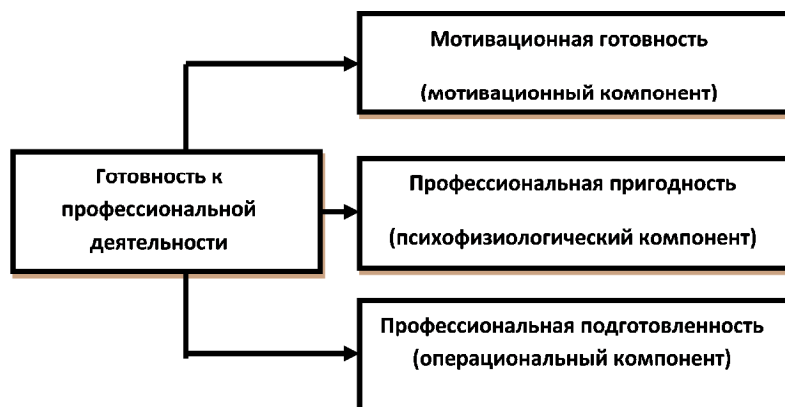 Мотивационная готовность
(мотивационный компонент)
Готовность к
профессиональной
деятельности
Профессиональная пригодность
(психофизиологический компонент)
Профессиональная подготовленность
(операциональный компонент)